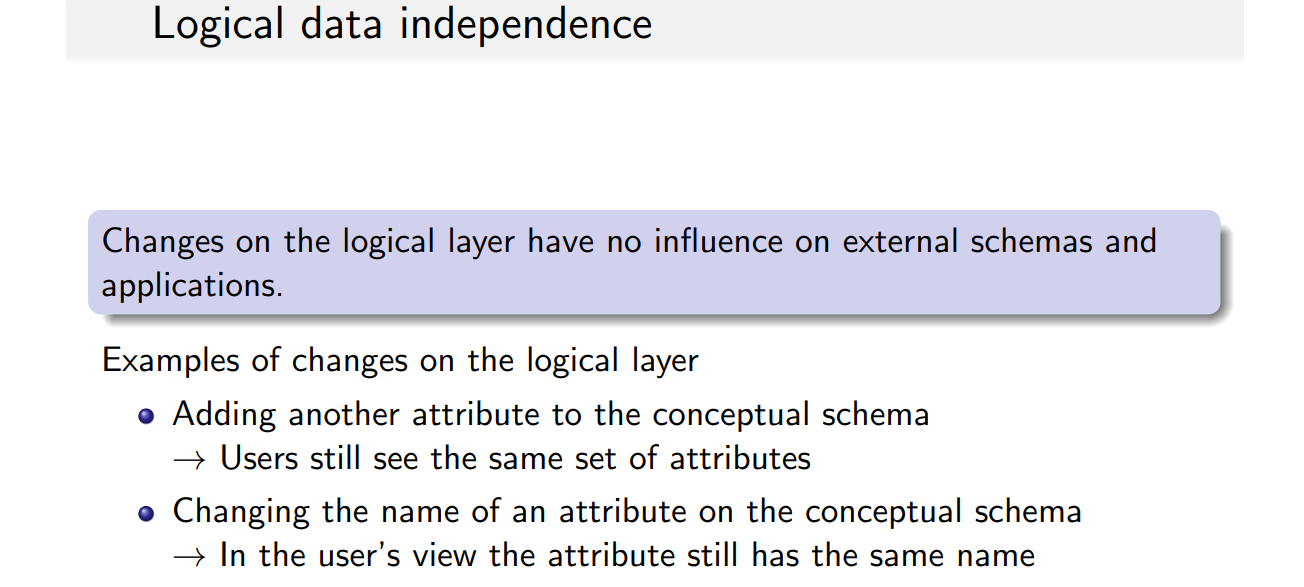 Logical data independence
Changes on the logical layer have no influence on external schemas and
applications.
Examples of changes on the logical layer
Adding another attribute to the conceptual schema
→ Users still see the same set of attributes
Changing the name of an attribute on the conceptual schema
→ In the user's view the attribute still has the same name